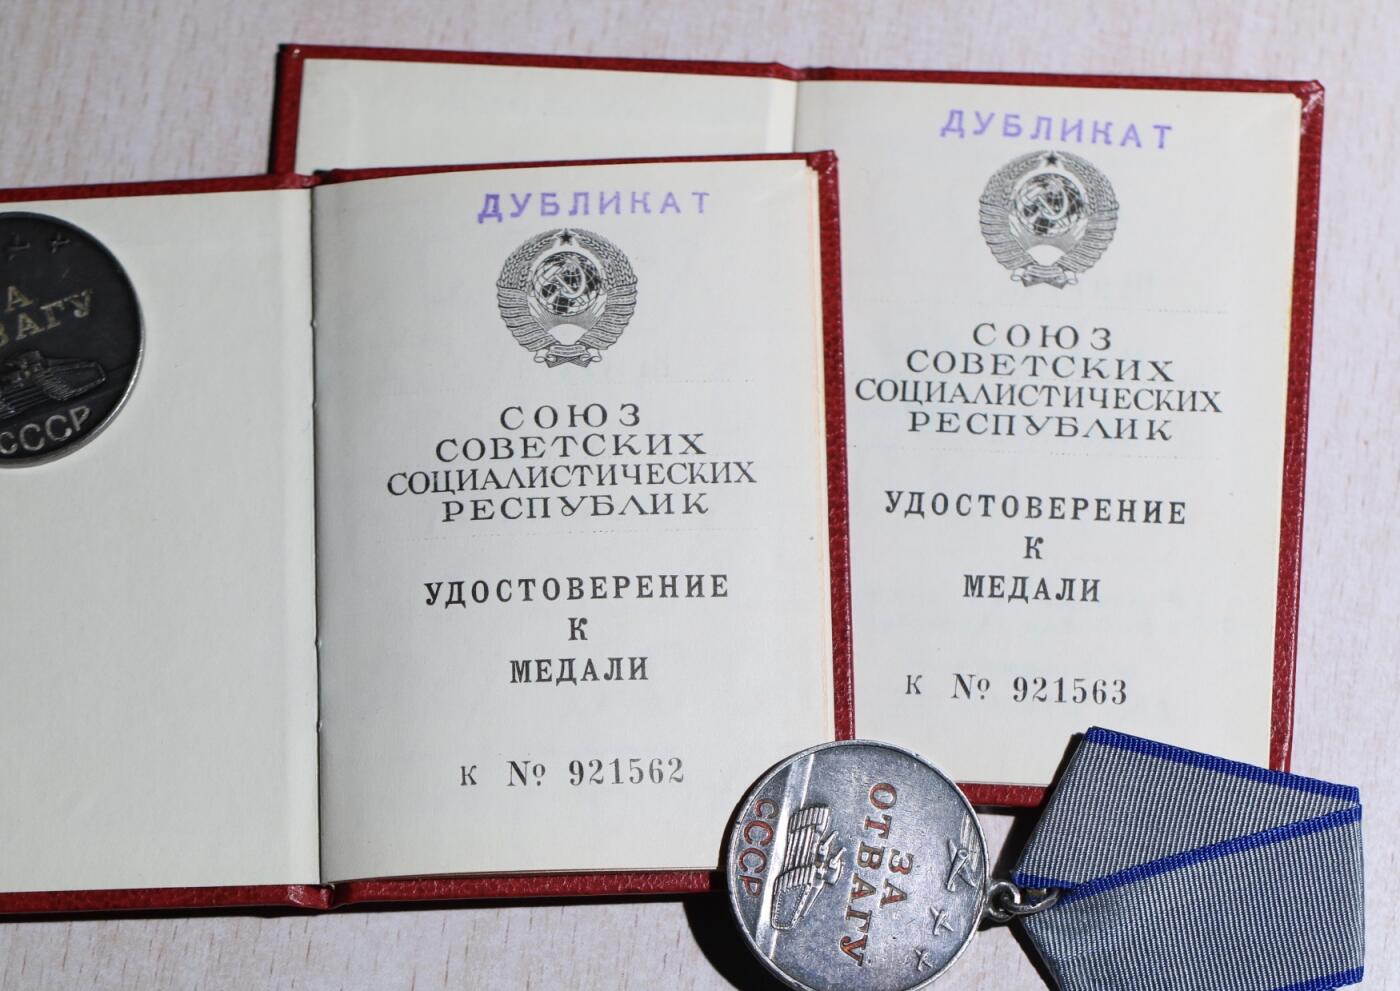 ДУБЛИКАТ
СОЮЗ
СОВЕТСКИХ
СОЦИАЛИСТИЧЕСКИХ
РЕСПУБЛИК
УДОСТОВЕРЕНИЕ
К
МЕДАЛИ
К № 921562
ДУБЛИКАТ
СОЮЗ
СОВЕТСКИХ
СОЦИАЛИСТИЧЕСКИХ
РЕСПУБЛИК
УДОСТОВЕРЕНИЕ
К
МЕДАЛИ
К № 921563
А
ВАГУ
СССР
ЗА
ОТВАГУ
СССР